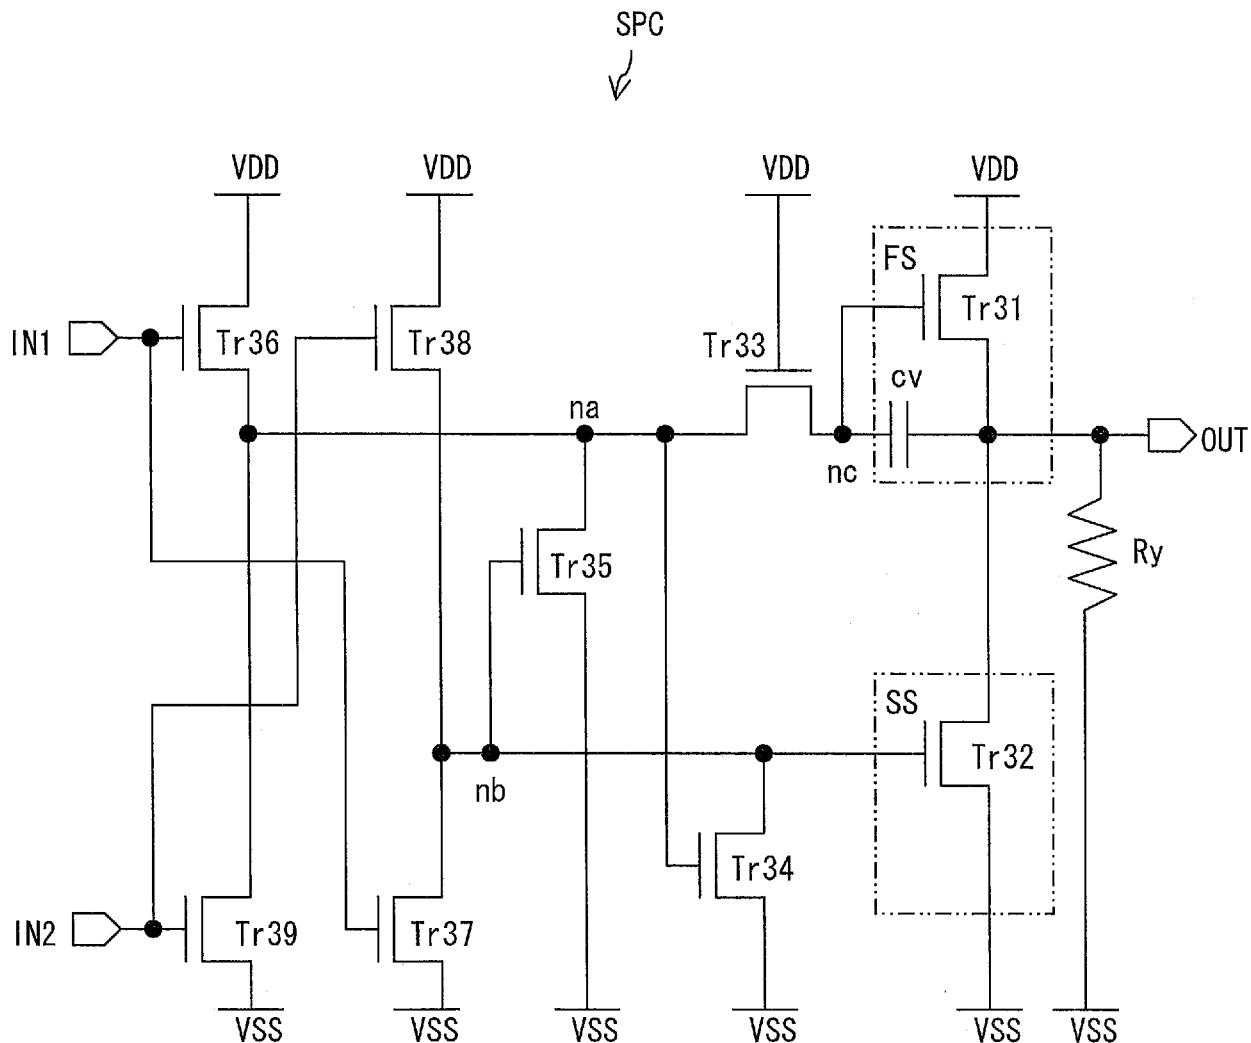 SPC
VDD
VDD
VDD
VDD
FS
IN1
Tr36
Tr38
Tr33
Tr31
cv
na
nc
OUT
Tr35
Ry
SS
nb
Tr32
Tr34
IN2
Tr39
Tr37
VSS
VSS
VSS
VSS
VSS
VSS